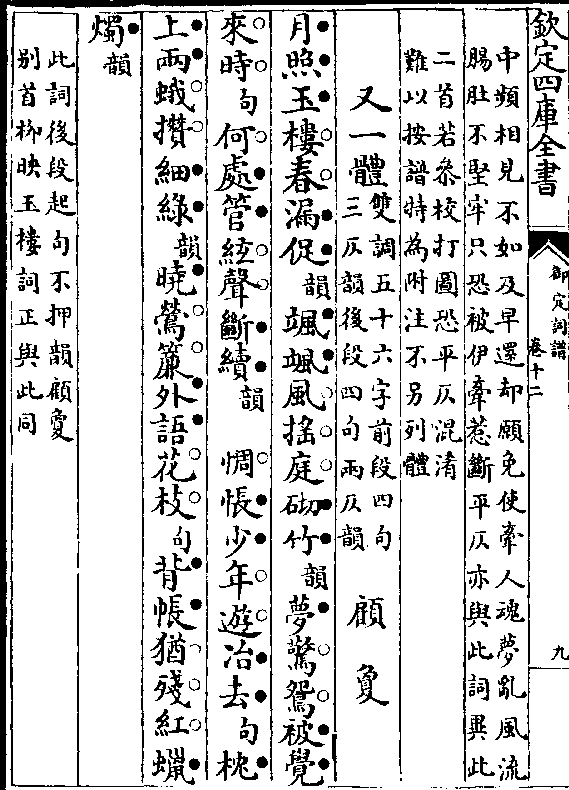 欽定四庫全書
御定詞譜
卷十二
九
中頻相見不如及早還却願免使牽人魂夢亂風流
腸肚不堅牢只恐被伊牽惹斷平仄亦與此詞異此
二首若參校打圖恐平仄混淆
難以按譜特為附注不另列體
又一體
雙調五十六字前段四句
三仄韻後段四句兩仄韻
顧敻
月照玉樓春漏促韻颯颯風搖庭砌竹韻夢驚鴛被覺
來時句何處管絃聲斷續韻惆悵少年遊冶去句枕
上兩蛾攢細綠韻曉鶯簾外語花枝句背帳猶殘紅蠟
燭韻
此詞後段起句不押韻顧敻
别首柳映玉樓詞正與此同